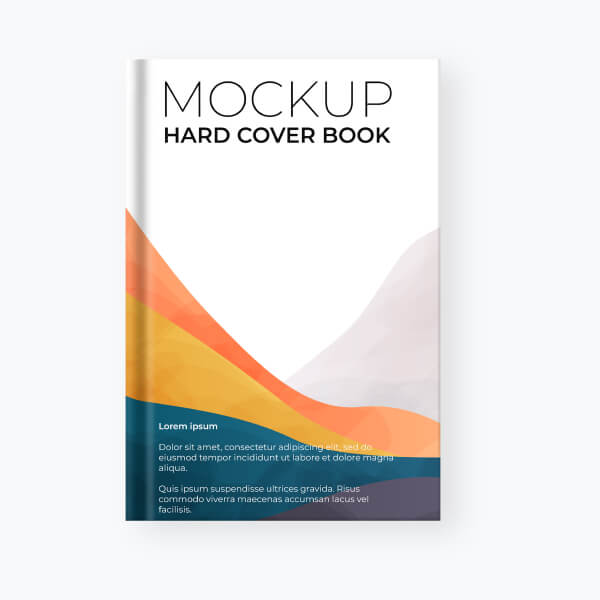 MOCKUP
HARD COVER BOOK
Lorem ipsum
Dolor sit amet, consectetur adipiscing elit, sed do
eiusmod tempor incididunt ut labore et dolore magna
aliqua.
Quis ipsum suspendisse ultrices gravida. Risus
commodo viverra maecenas accumsan lacus vel
facilisis.